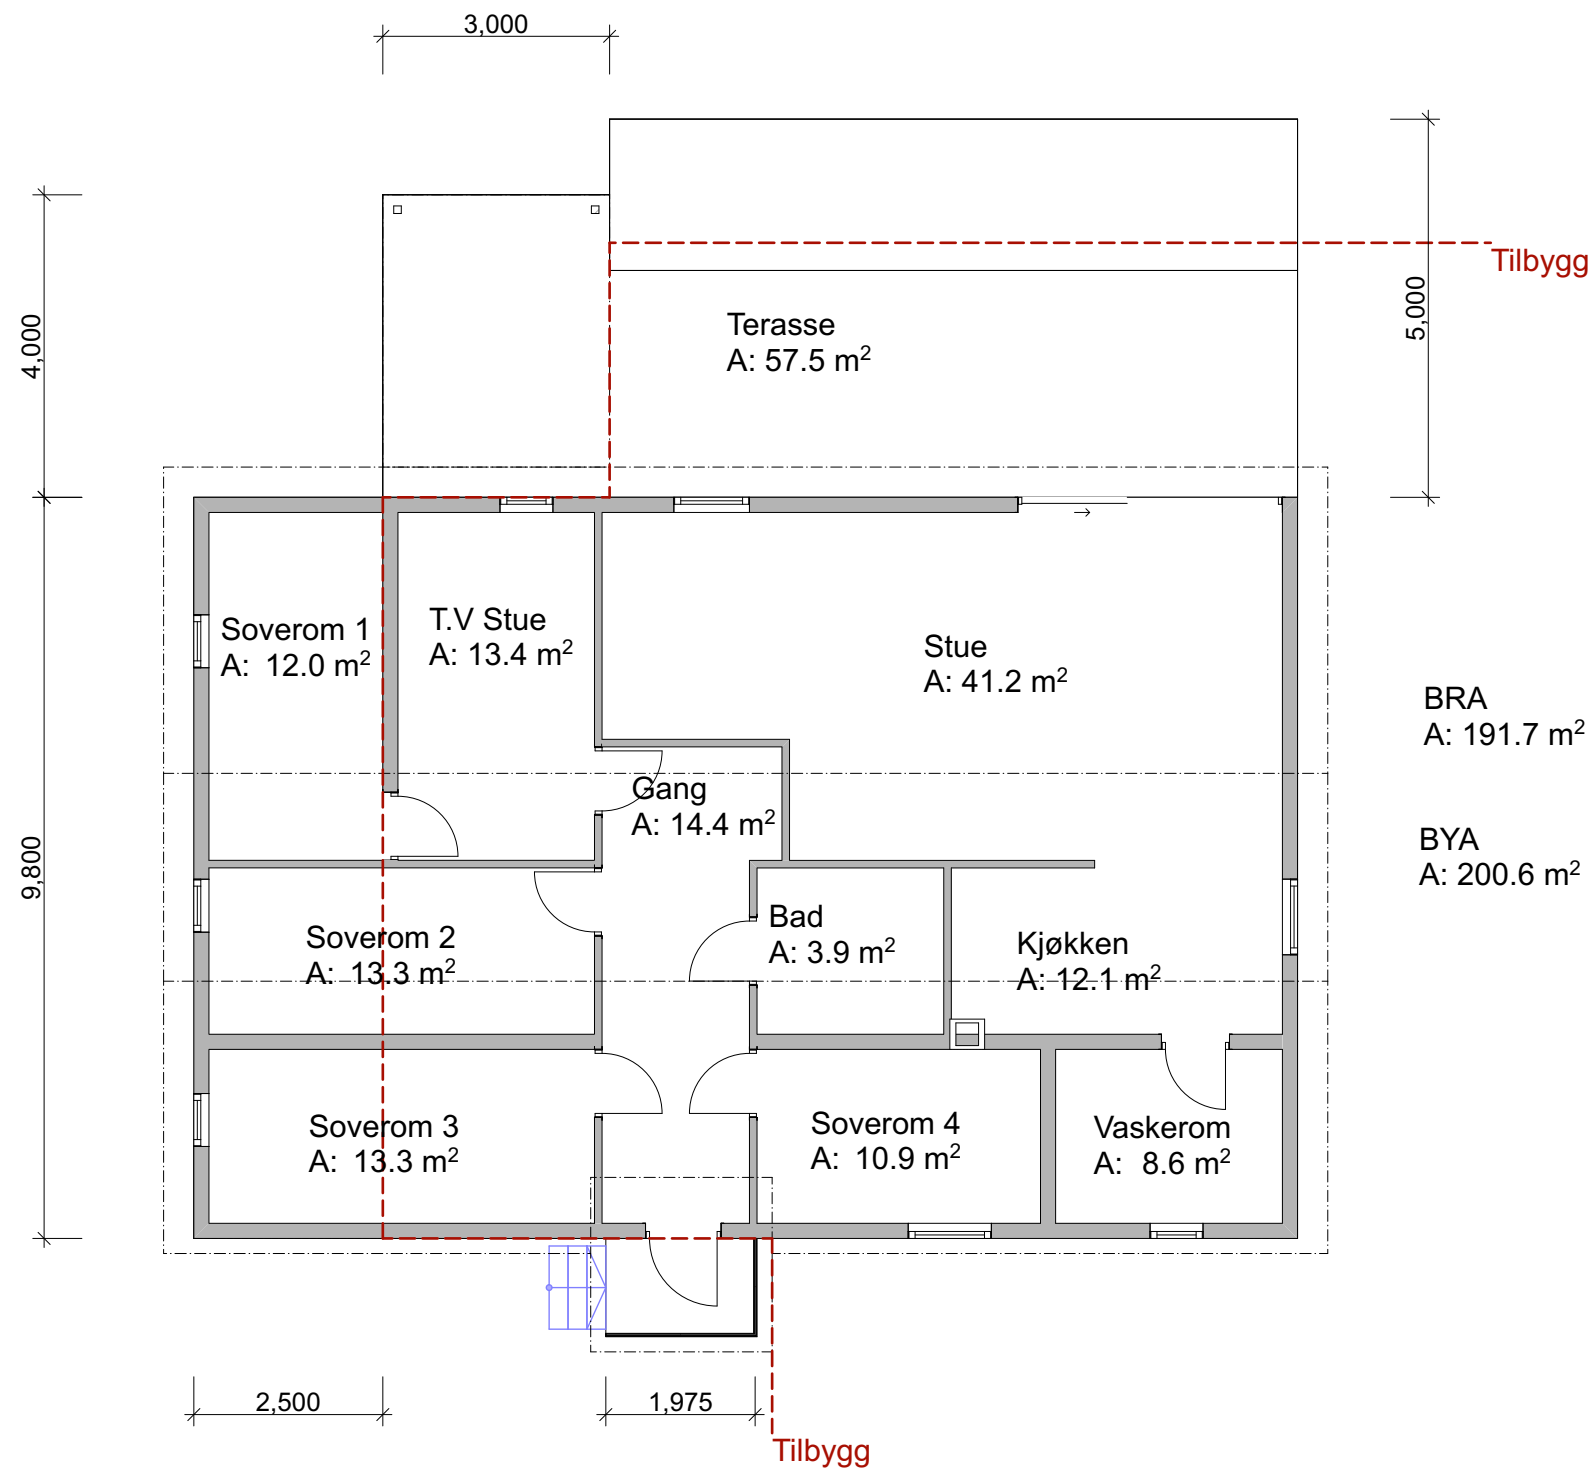 3,000
Tilbygg
5,000
4,000
Terasse
A: 57.5 m²
Soverom 1
A: 12.0 m²
T.V Stue
A: 13.4 m²
Stue
A: 41.2 m²
BRA
A: 191.7 m²
Gang
A: 14.4 m²
BYA
A: 200.6 m²
9,800
Soverom 2
A: 13.3 m²
Bad
A: 3.9 m²
Kjøkken
A: 12.1 m²
Soverom 3
A: 13.3 m²
Soverom 4
A: 10.9 m²
Vaskerom
A: 8.6 m²
2,500
1,975
Tilbygg